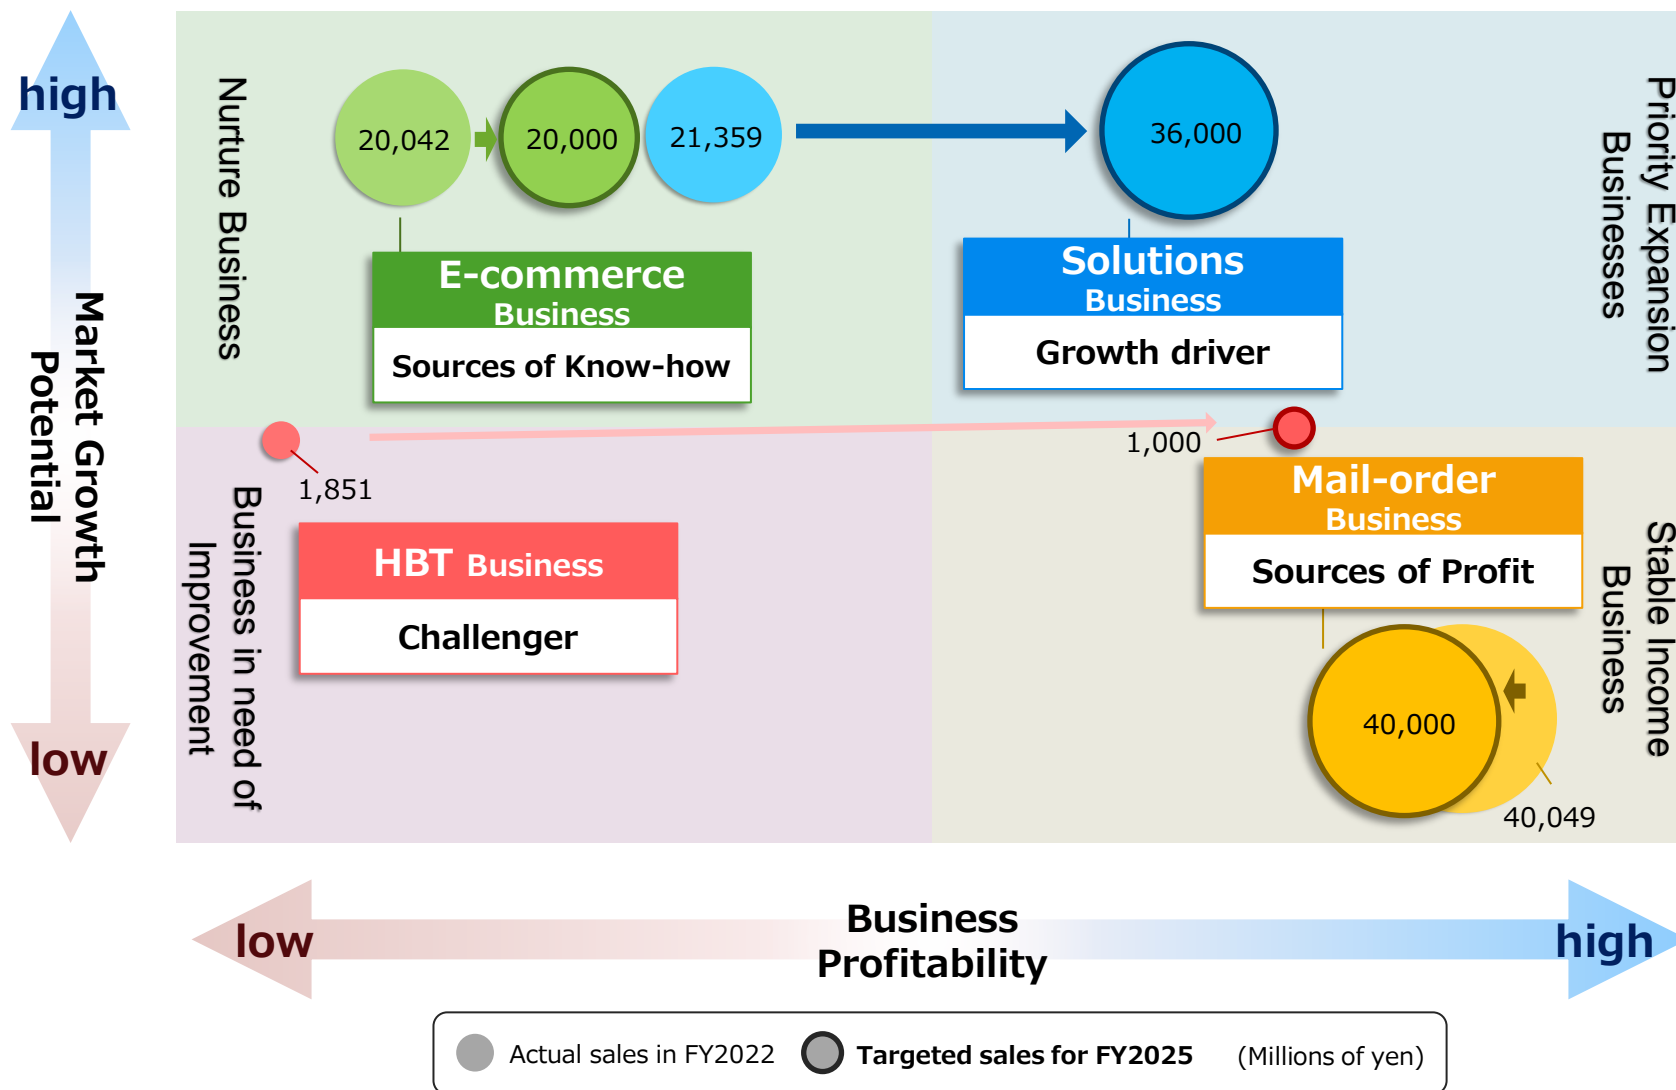 high
Market Growth
Potential
low
Nurture Business
20,042
20,000
21,359
36,000
Priority Expansion
Businesses
E-commerce
Business
Sources of Know-how
Solutions
Business
Growth driver
1,851
1,000
Business in need of
Improvement
HBT Business
Challenger
Mail-order
Business
Sources of Profit
Stable Income
Business
40,000
40,049
low
Business
Profitability
high
Actual sales in FY2022
Targeted sales for FY2025
(Millions of yen)